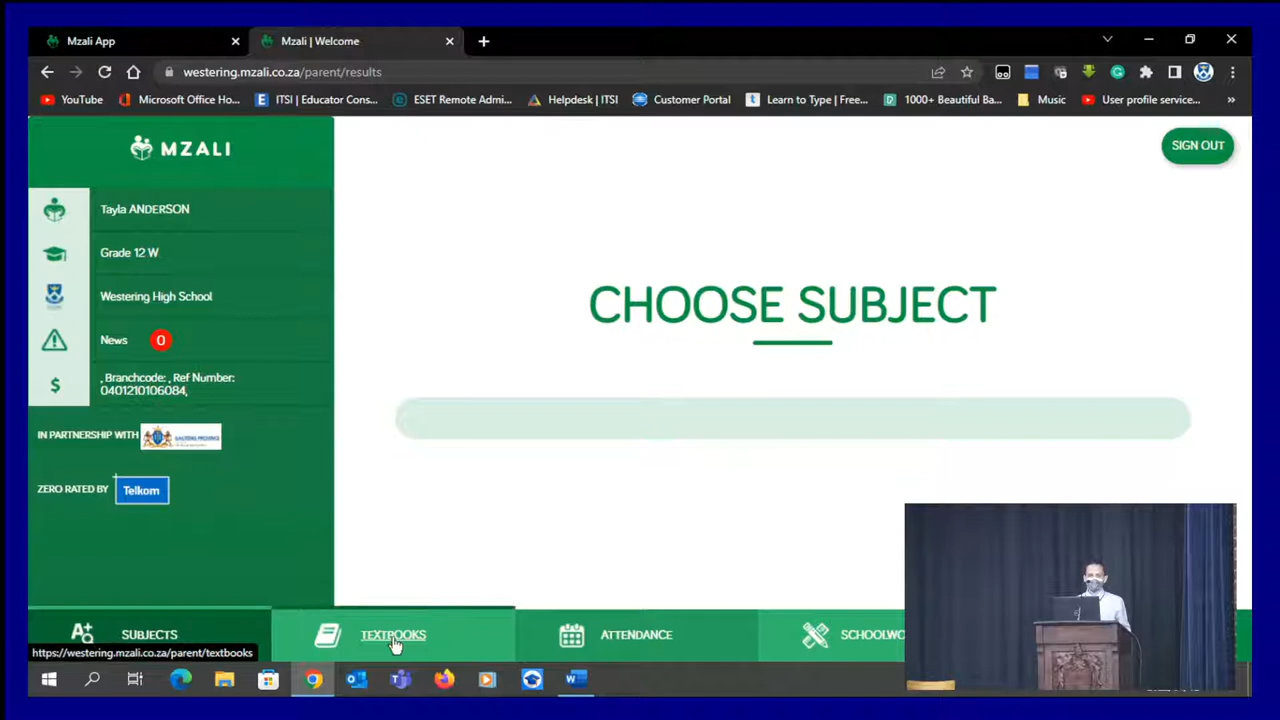 Mzali App
Mzali | Welcome
westering.mzali.co.za/parent/results
YouTube
Microsoft Office Ho...
ITSI | Educator Cons...
ESET Remote Admi...
Helpdesk | ITSI
Customer Portal
Learn to Type | Free...
1000+ Beautiful Ba...
Music
User profile service...
MZALI
SIGN OUT
Tayla ANDERSON
Grade 12 W
Westering High School
News 0
, Branchcode: , Ref Number:
0401210106084,
IN PARTNERSHIP WITH
GAUTENG PROVINCE
ZERO RATED BY Telkom
CHOOSE SUBJECT
SUBJECTS
TEXTBOOKS
ATTENDANCE
SCHOOLWO
https://westering.mzali.co.za/parent/textbooks